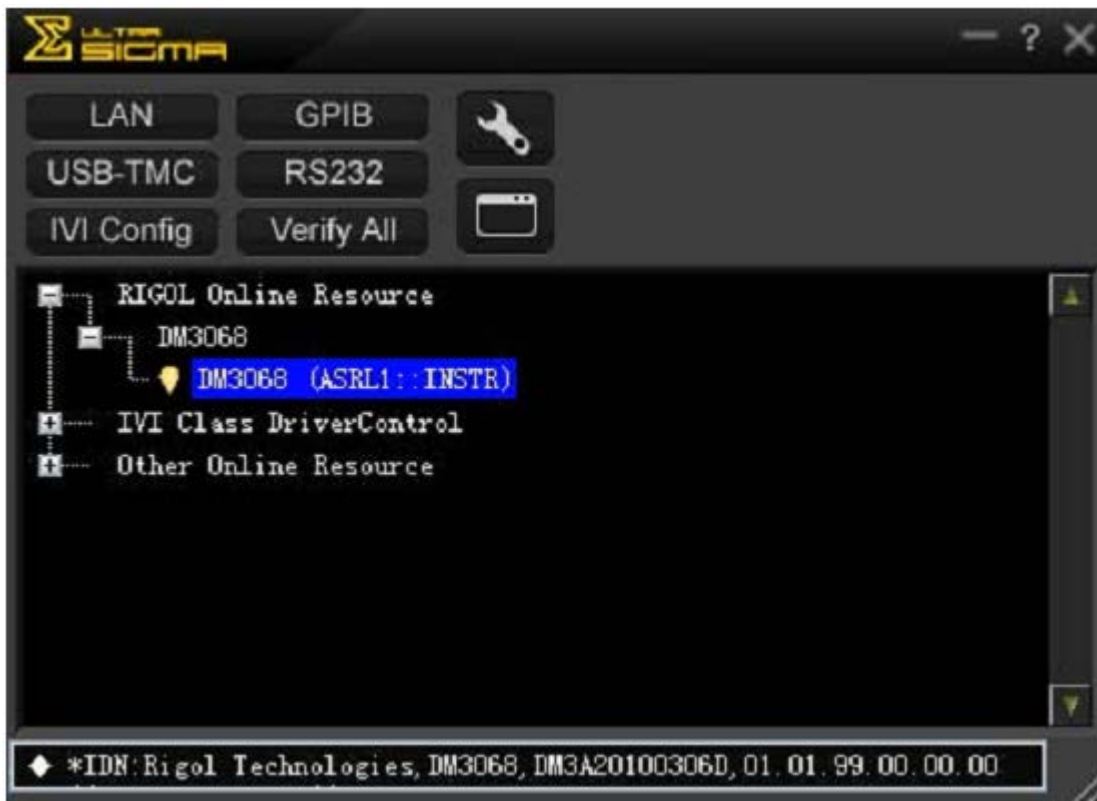 ULTRA
SIGMA
?
LAN
GPIB
USB-TMC
RS232
IVI Config
Verify All
RIGOL Online Resource
DM3068
DM3068 (ASRL1::INSTR)
IVI Class DriverControl
Other Online Resource
*IDN:Rigol Technologies,DM3068,DM3A20100306D,01.01.99.00.00.00